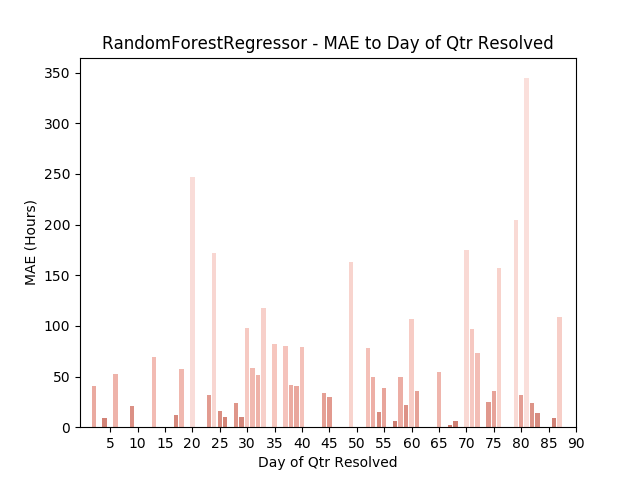 RandomForestRegressor - MAE to Day of Qtr Resolved
350
300
250
200
150
100
50
0
MAE (Hours)
5 10 15 20 25 30 35 40 45 50 55 60 65 70 75 80 85 90
Day of Qtr Resolved